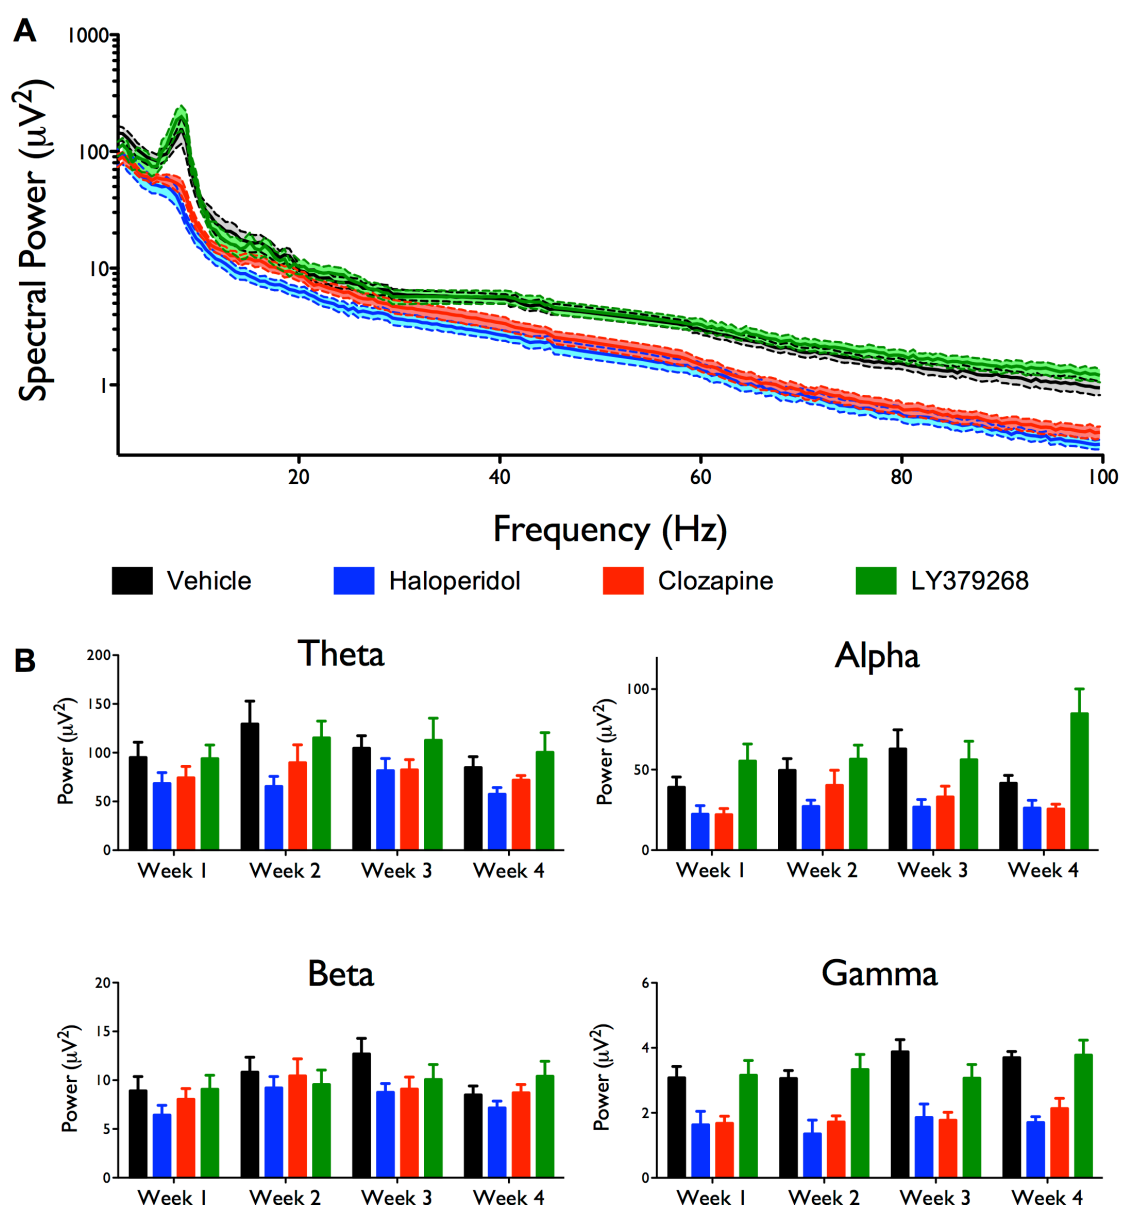 A
1000
100
10
1
Spectral Power (μV²)
20 40 60 80 100
Frequency (Hz)
Vehicle Haloperidol Clozapine LY379268
B
Theta
200
150
100
50
0
Power (μV²)
Week 1 Week 2 Week 3 Week 4
Alpha
100
50
0
Power (μV²)
Week 1 Week 2 Week 3 Week 4
Beta
20
15
10
5
0
Power (μV²)
Week 1 Week 2 Week 3 Week 4
Gamma
6
4
2
0
Power (μV²)
Week 1 Week 2 Week 3 Week 4